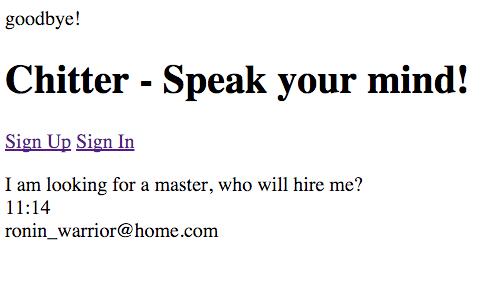 goodbye!
Chitter - Speak your mind!
Sign Up Sign In
I am looking for a master, who will hire me?
11:14
ronin_warrior@home.com